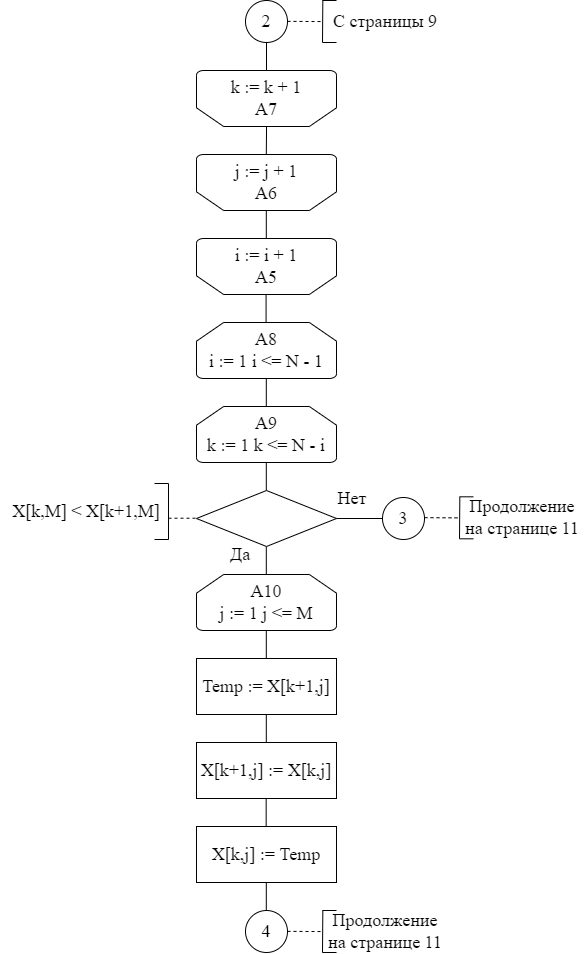 2
С страницы 9
k := k + 1
A7
j := j + 1
A6
i := i + 1
A5
A8
i := 1 i <= N - 1
A9
k := 1 k <= N - i
X[k,M] < X[k+1,M]
Нет
3
Продолжение
на странице 11
Да
A10
j := 1 j <= M
Temp := X[k+1,j]
X[k+1,j] := X[k,j]
X[k,j] := Temp
4
Продолжение
на странице 11